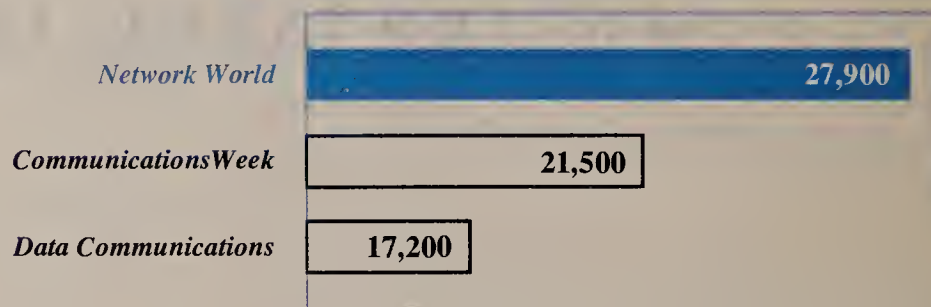 Network World 27,900
CommunicationsWeek 21,500
Data Communications 17,200